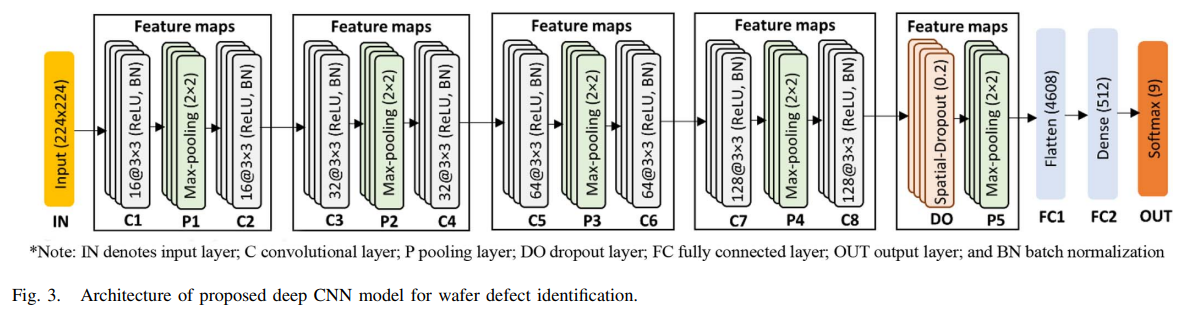 Feature maps
Feature maps
Feature maps
Feature maps
Feature maps
Input (224x224)
16@3×3 (ReLU, BN)
Max-pooling (2×2)
16@3×3 (ReLU, BN)
32@3×3 (ReLU, BN)
Max-pooling (2×2)
32@3×3 (ReLU, BN)
64@3×3 (ReLU, BN)
Max-pooling (2×2)
64@3×3 (ReLU, BN)
128@3×3 (ReLU, BN)
Max-pooling (2×2)
128@3×3 (ReLU, BN)
Spatial-Dropout (0.2)
Max-pooling (2×2)
Flatten (4608)
Dense (512)
Softmax (9)
IN
C1
P1
C2
C3
P2
C4
C5
P3
C6
C7
P4
C8
DO
P5
FC1
FC2
OUT
*Note: IN denotes input layer; C convolutional layer; P pooling layer; DO dropout layer; FC fully connected layer; OUT output layer; and BN batch normalization
Fig. 3. Architecture of proposed deep CNN model for wafer defect identification.